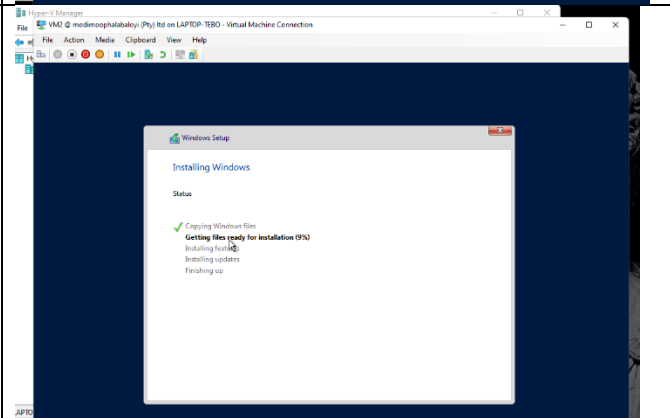 Hyper-V Manager
File
VM2 @ modimoophalabaloyi (Pty) ltd on LAPTOP-TEBO - Virtual Machine Connection
File Action Media Clipboard View Help
Windows Setup
Installing Windows
Status
Copying Windows files
Getting files ready for installation (9%)
Installing features
Installing updates
Finishing up